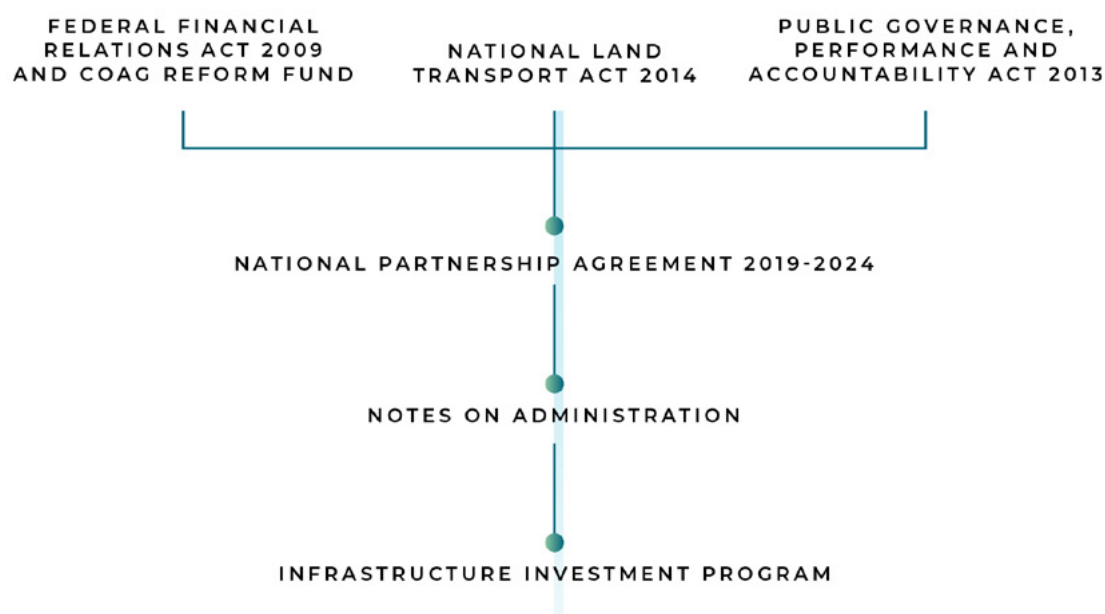 FEDERAL FINANCIAL
RELATIONS ACT 2009
AND COAG REFORM FUND
NATIONAL LAND
TRANSPORT ACT 2014
PUBLIC GOVERNANCE,
PERFORMANCE AND
ACCOUNTABILITY ACT 2013
NATIONAL PARTNERSHIP AGREEMENT 2019-2024
NOTES ON ADMINISTRATION
INFRASTRUCTURE INVESTMENT PROGRAM